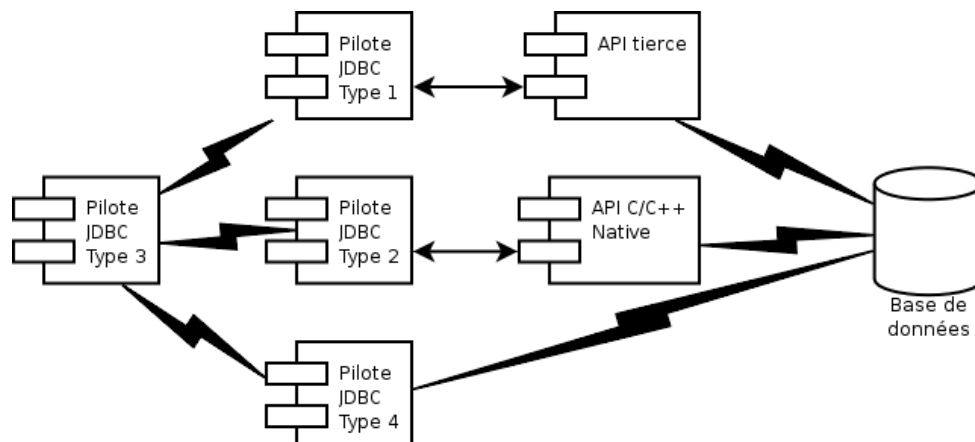 Pilote
JDBC
Type 1
API tierce
Pilote
JDBC
Type 3
Pilote
JDBC
Type 2
API C/C++
Native
Base de
données
Pilote
JDBC
Type 4